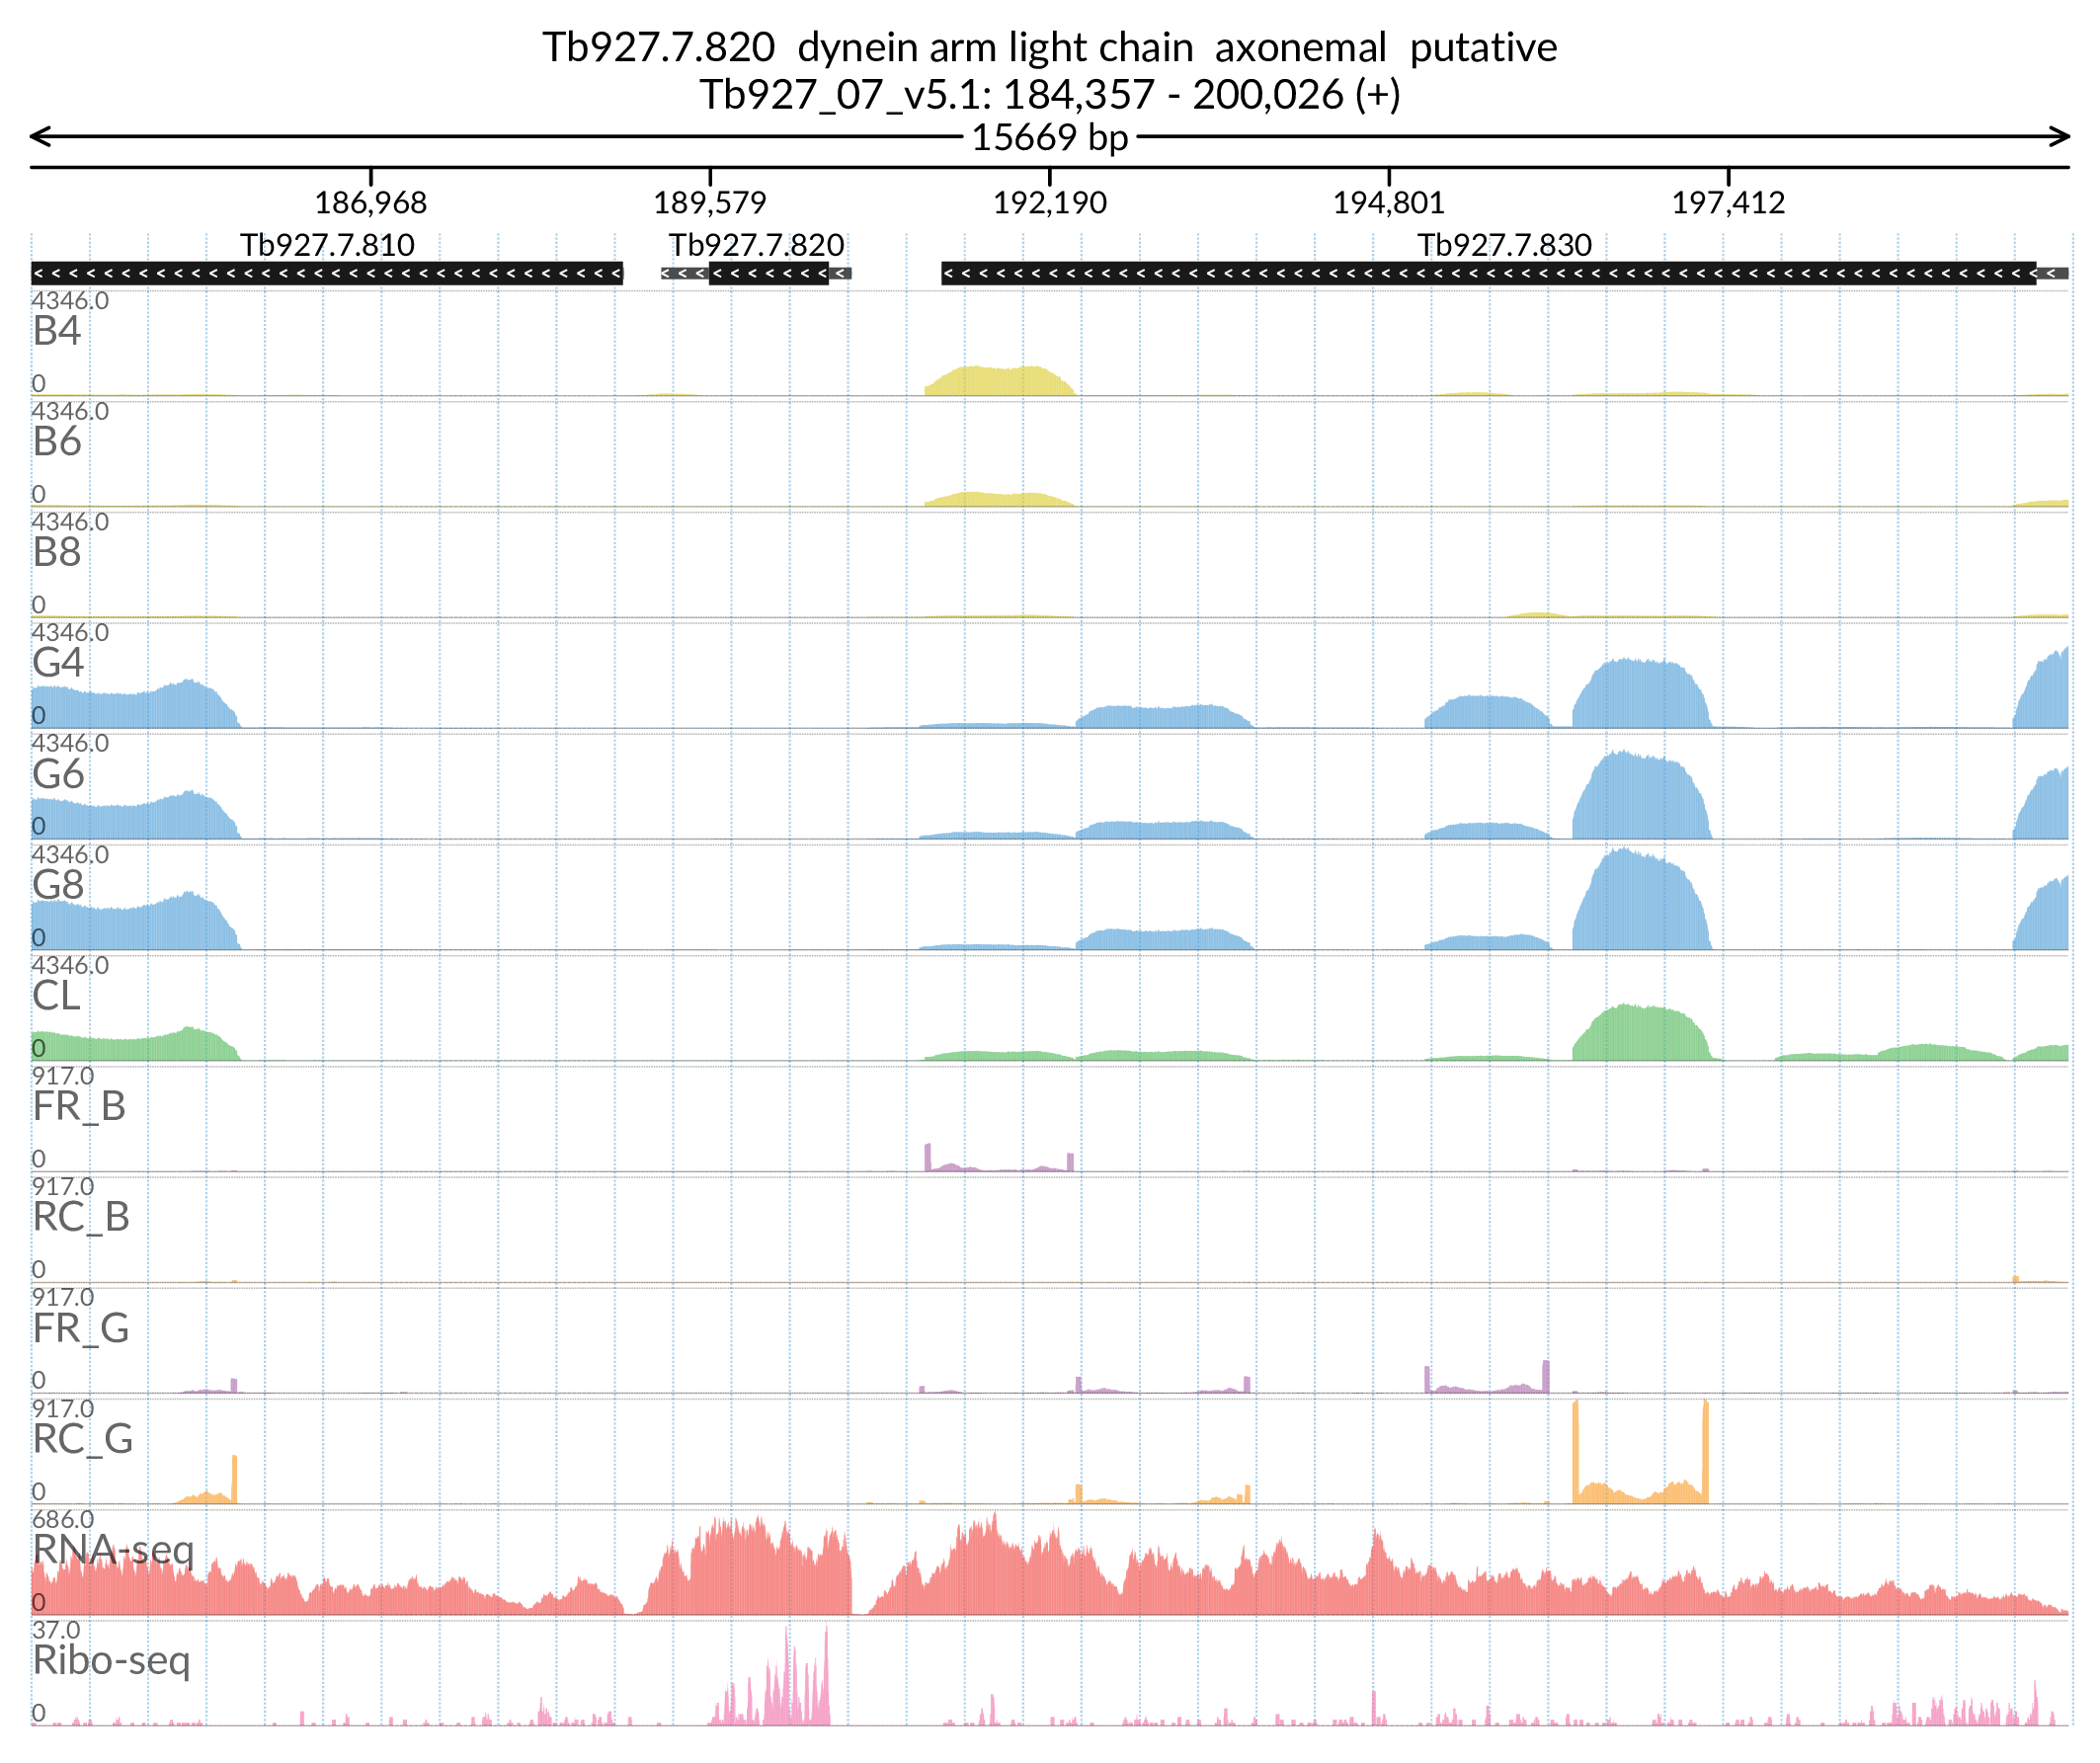 Tb927.7.820  dynein arm light chain  axonemal  putative
Tb927_07_v5.1: 184,357 - 200,026 (+)
15669 bp
186,968 189,579 192,190 194,801 197,412
Tb927.7.810 Tb927.7.820 Tb927.7.830
4346.0
B4
0
4346.0
B6
0
4346.0
B8
0
4346.0
G4
0
4346.0
G6
0
4346.0
G8
0
4346.0
CL
0
917.0
FR_B
0
917.0
RC_B
0
917.0
FR_G
0
917.0
RC_G
0
686.0
RNA-seq
0
37.0
Ribo-seq
0